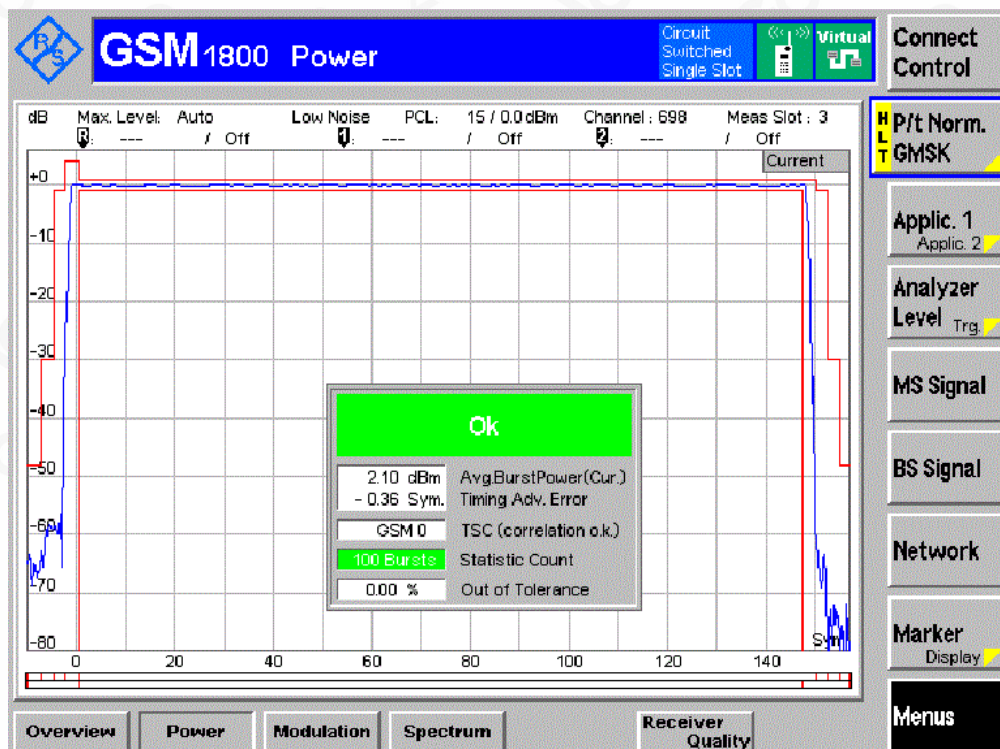 R/S
GSM 1800 Power
Circuit
Switched
Single Slot
Virtual
Connect
Control
dB Max. Level: Auto Low Noise PCL: 15 / 0.0 dBm Channel : 698 Meas Slot : 3
R: --- / Off 1: --- / Off 2: --- / Off
H
L
T
P/t Norm.
GMSK
Current
+0
-10
-20
-30
-40
-50
-60
-70
-80
Ok
2.10 dBm Avg.BurstPower(Cur.)
- 0.36 Sym. Timing Adv. Error
GSM 0 TSC (correlation o.k.)
100 Bursts Statistic Count
0.00 % Out of Tolerance
Sym
0 20 40 60 80 100 120 140
Applic. 1
Applic. 2
Analyzer
Level Trg.
MS Signal
BS Signal
Network
Marker
Display
Menus
Overview Power Modulation Spectrum Receiver
Quality